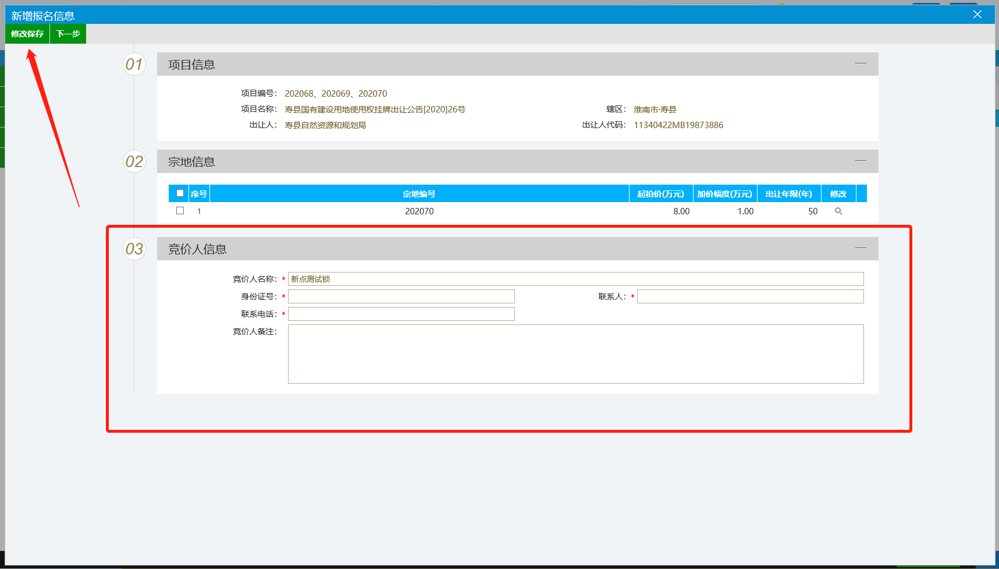 新增报名信息
修改保存 下一步
01 项目信息
项目编号： 202068、202069、202070
项目名称： 寿县国有建设用地使用权挂牌出让公告[2020]26号 辖区： 淮南市·寿县
出让人： 寿县自然资源和规划局 出让人代码： 11340422MB19873886
02 宗地信息
序号 宗地编号 起拍价(万元) 加价幅度(万元) 出让年限(年) 修改
1 202070 8.00 1.00 50
03 竞价人信息
竞价人名称：* 新点测试锁
身份证号：* 联系人：*
联系电话：*
竞价人备注：